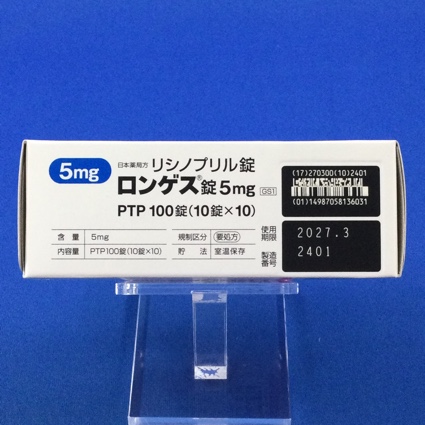 5mg
日本薬局方 リシノプリル錠
ロンゲス®錠5mg GS1
PTP 100錠(10錠×10)
含 量 5mg 規制区分 要処方
内容量 PTP100錠(10錠×10) 貯 法 室温保存
(17)270300(10)2401
(01)14987058136031
使用期限 2027.3
製造番号 2401